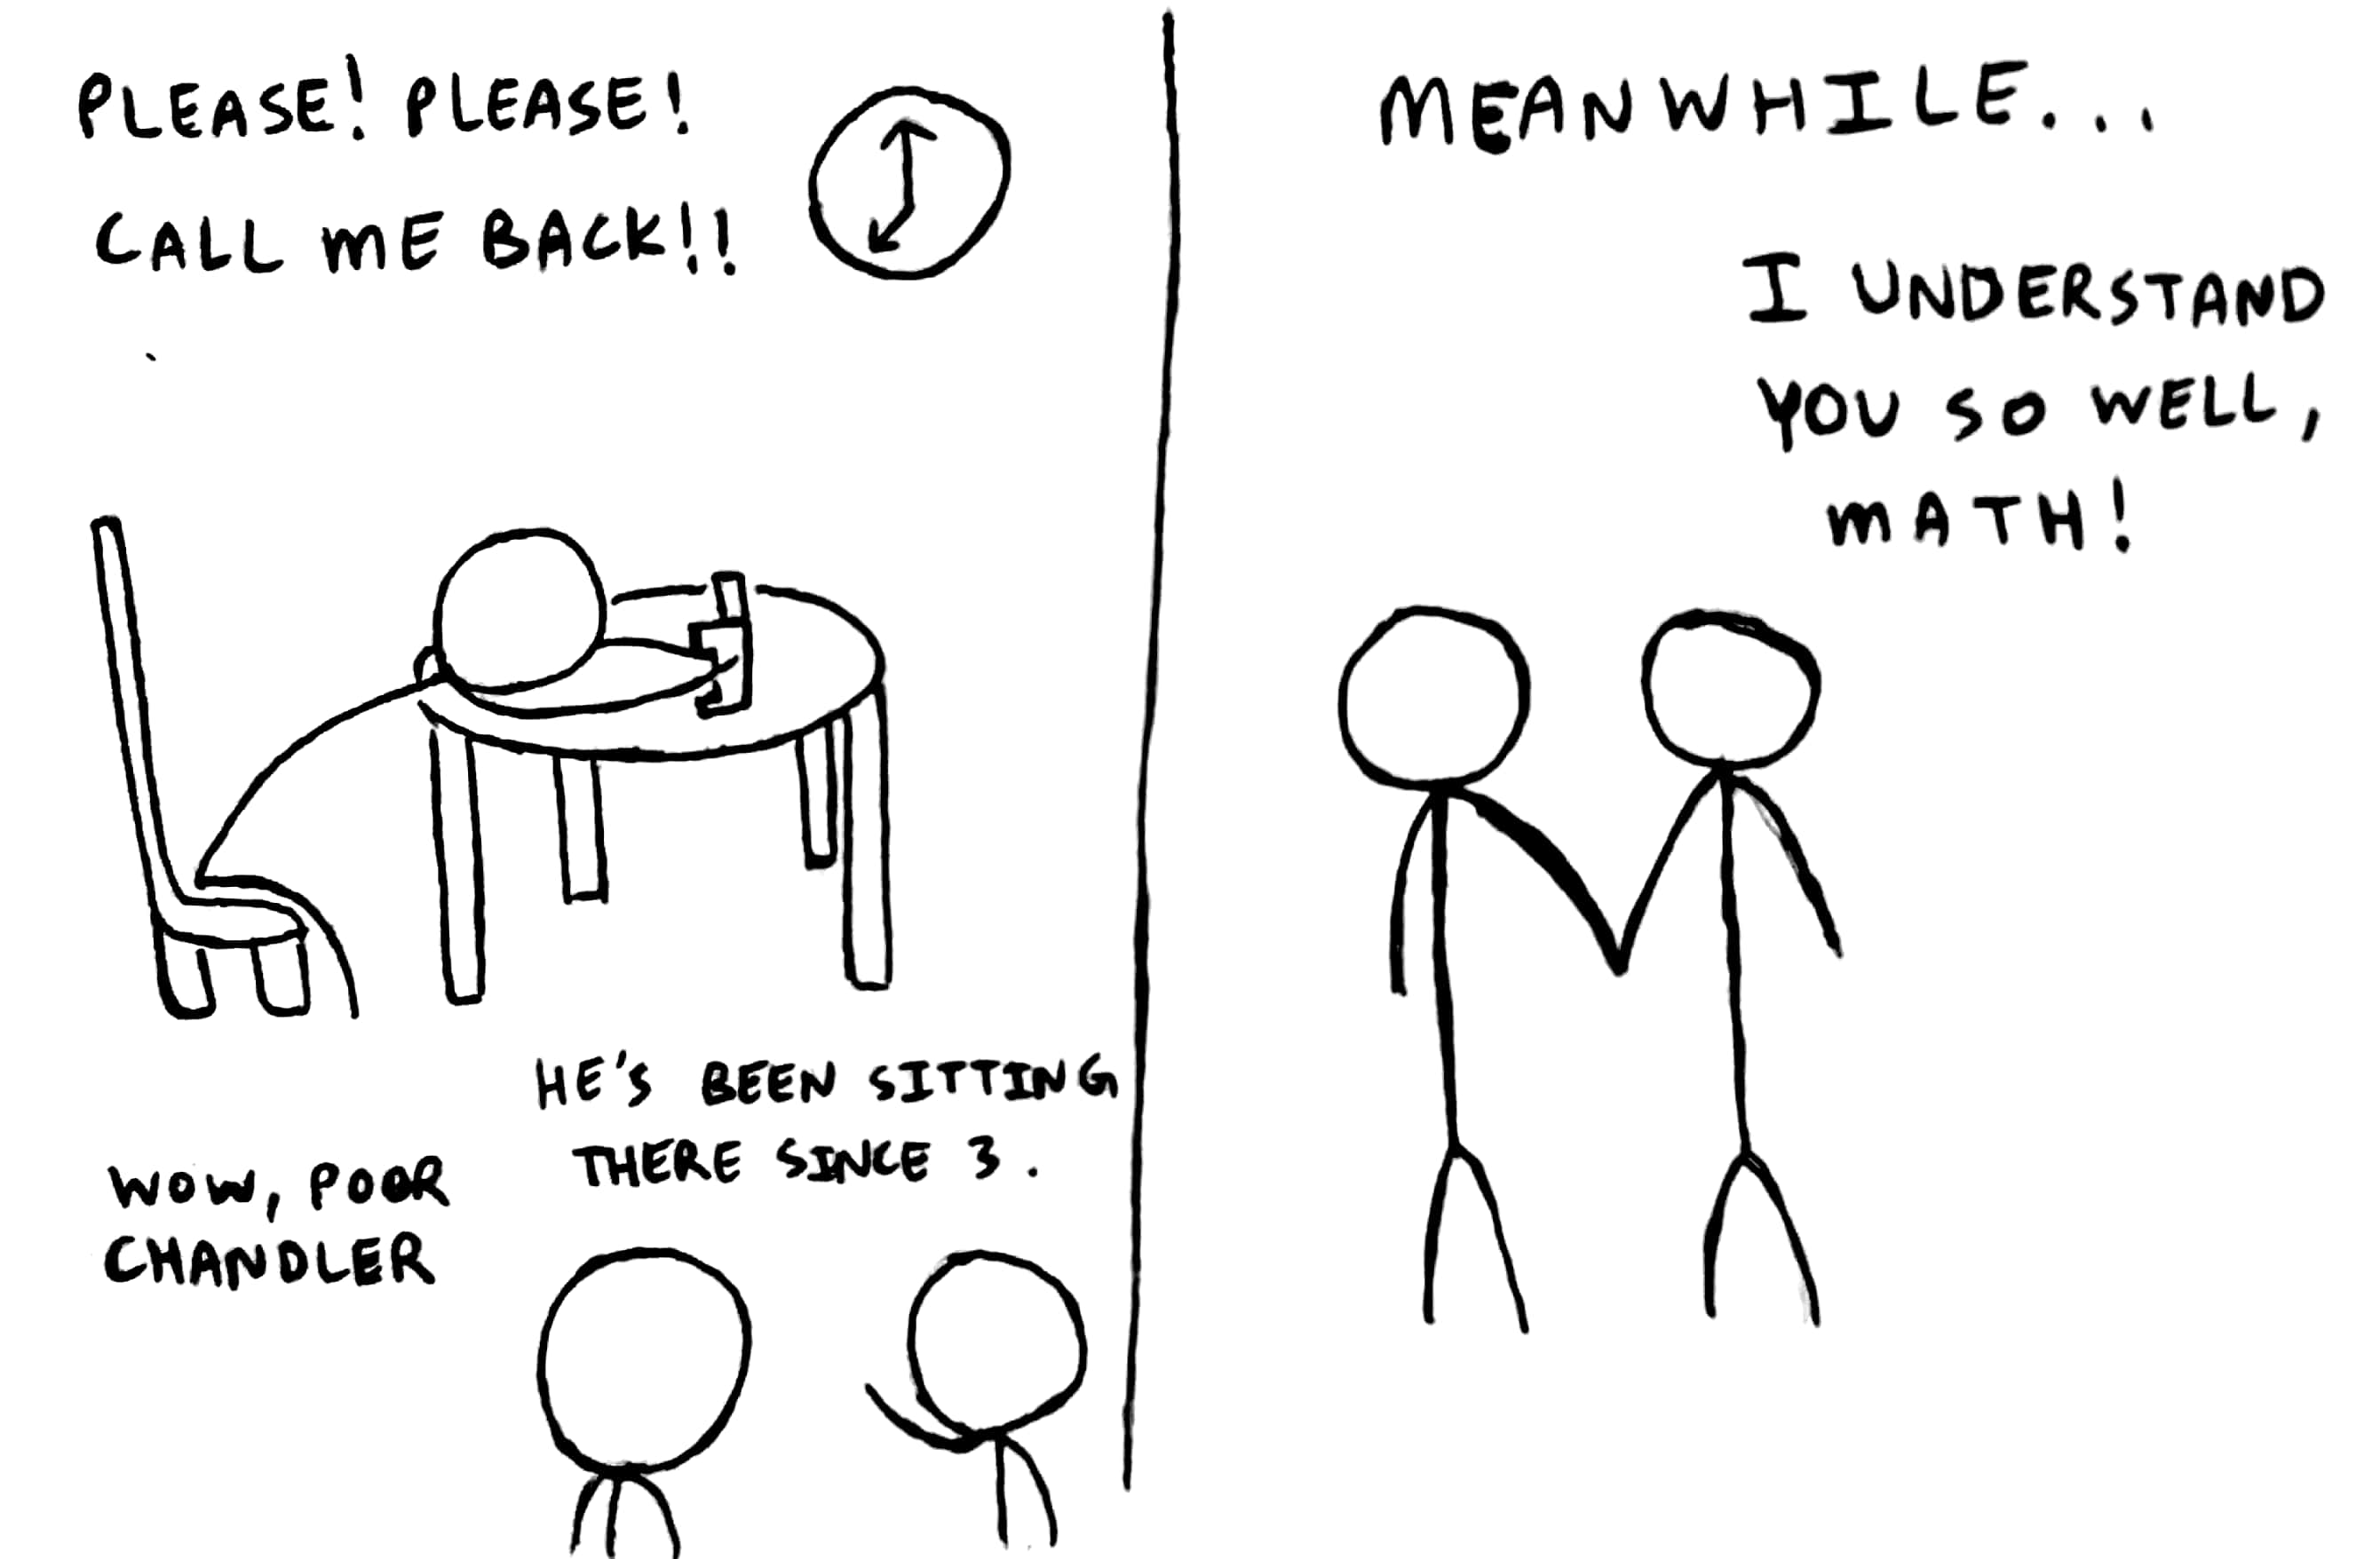 PLEASE! PLEASE!
CALL ME BACK!!
WOW, POOR
CHANDLER
HE'S BEEN SITTING
THERE SINCE 3.
MEANWHILE...
I UNDERSTAND
YOU SO WELL,
MATH!